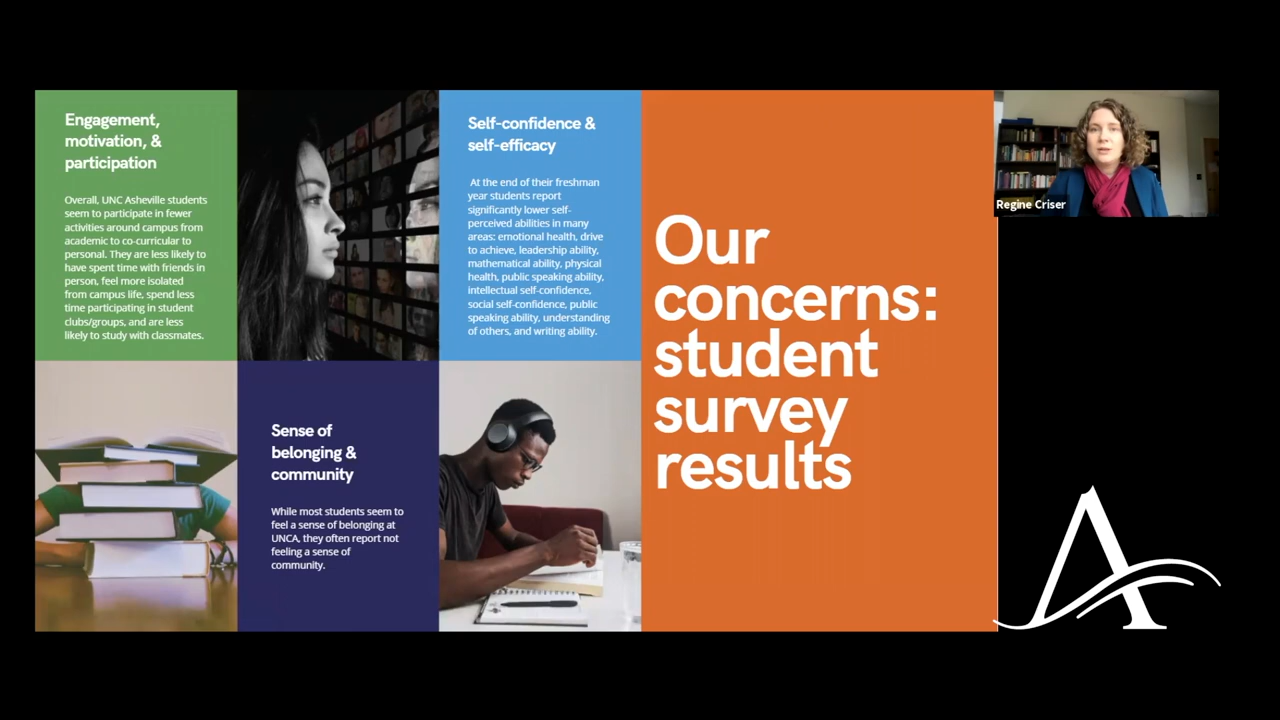 Engagement,
motivation, &
participation
Overall, UNC Asheville students
seem to participate in fewer
activities around campus from
academic to co-curricular to
personal. They are less likely to
have spent time with friends in
person, feel more isolated
from campus life, spend less
time participating in student
clubs/groups, and are less
likely to study with classmates.
Self-confidence &
self-efficacy
At the end of their freshman
year students report
significantly lower self-
perceived abilities in many
areas: emotional health, drive
to achieve, leadership ability,
mathematical ability, physical
health, public speaking ability,
intellectual self-confidence,
social self-confidence, public
speaking ability, understanding
of others, and writing ability.
Sense of
belonging &
community
While most students seem to
feel a sense of belonging at
UNCA, they often report not
feeling a sense of
community.
Our
concerns:
student
survey
results
Regine Criser
A